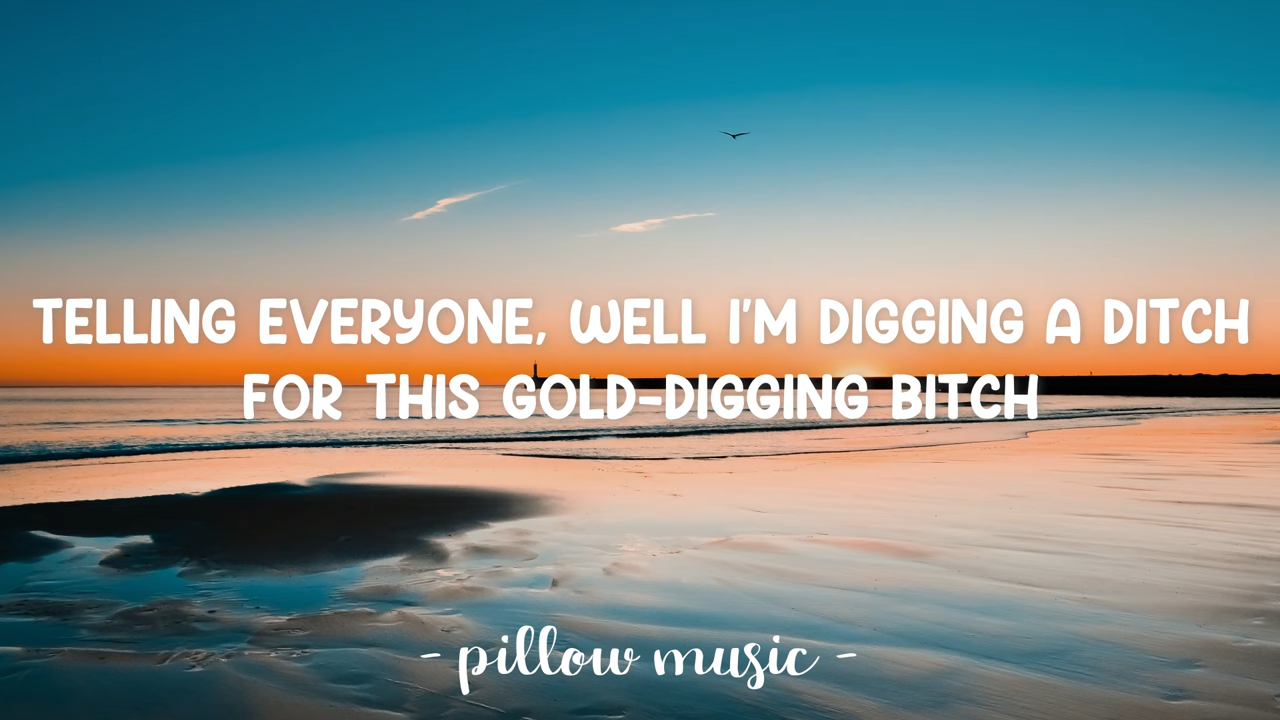 TELLING EVERYONE, WELL I'M DIGGING A DITCH
FOR THIS GOLD-DIGGING BITCH
- pillow music -